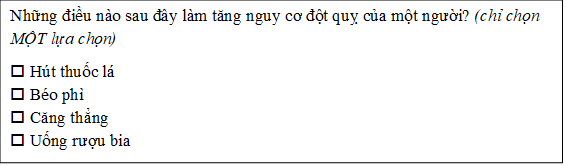 Những điều nào sau đây làm tăng nguy cơ đột quỵ của một người? (chỉ chọn
MỘT lựa chọn)
☐ Hút thuốc lá
☐ Béo phì
☐ Căng thẳng
☐ Uống rượu bia